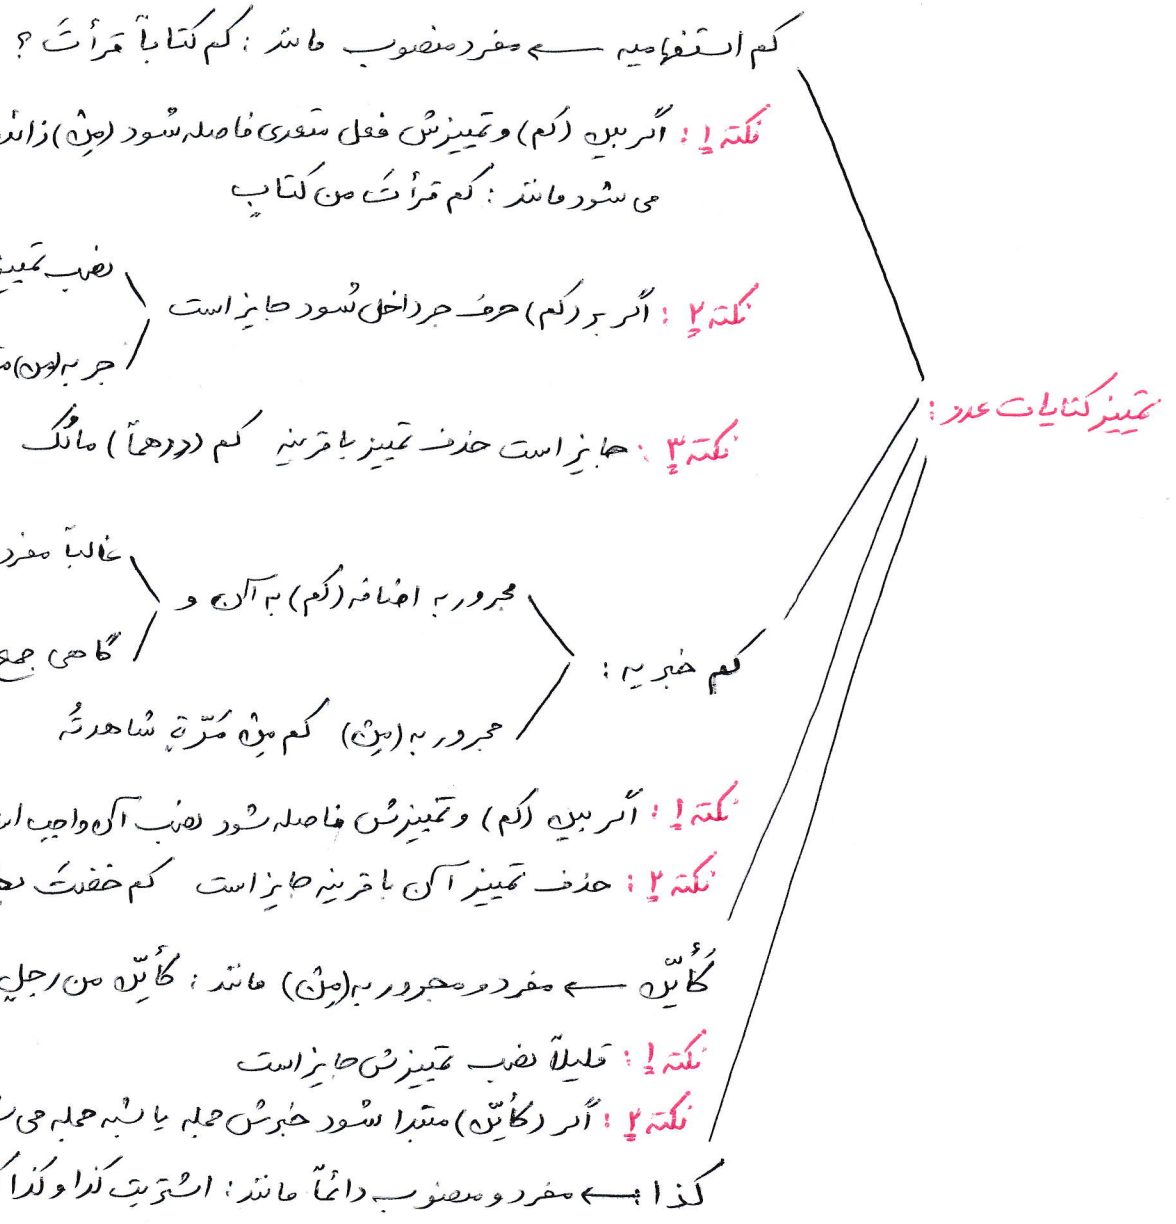 کم استفهامیه ← مفرد منصوب مانند : کم کتاباً قرأتَ ؟
نکته ۱ : اگر بین (کم) و تمییزش فعل متعدی فاصله شود (مِنْ) زائد
می شود مانند : کم قرأتَ من کتابٍ
نکته ۲ : اگر بر (کم) حرف جر داخل شود جایز است
نصب تمییز
جر به (من)
تمییز کنایات عدد :
نکته ۳ : جایز است حذف تمییز با قرینه کم (درهماً) مالُک
مجرور به اضافه (کم) به آن و
غالباً مفرد
گاهی جمع
کم خبریه :
مجرور به (مِنْ) کم مِنْ مَرّةٍ شاهدتُه
نکته ۱ : اگر بین (کم) و تمییزش فاصله شود نصب آن واجب
نکته ۲ : حذف تمییز آن با قرینه جایز است کم خفتَ
کَأَیِّن ← مفرد و مجرور به (مِنْ) مانند : کأیّن من رجلٍ
نکته ۱ : قلیلاً نصب تمییزش جایز است
نکته ۲ : اگر (کأیّن) مبتدا شود خبرش جمله یا شبه جمله می
کذا ← مفرد و منصوب دائماً مانند : اشتریت کذا و کذا